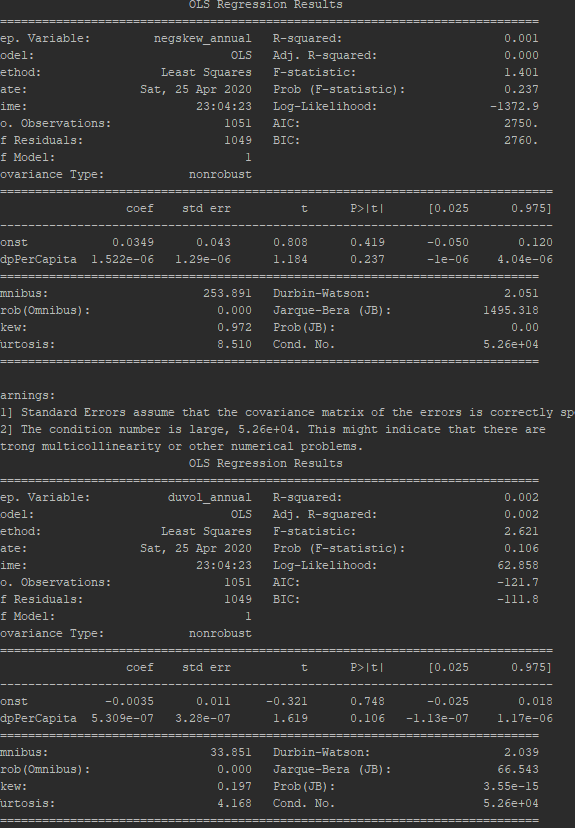 OLS Regression Results
==============================================================================
ep. Variable: negskew_annual R-squared: 0.001
odel: OLS Adj. R-squared: 0.000
ethod: Least Squares F-statistic: 1.401
ate: Sat, 25 Apr 2020 Prob (F-statistic): 0.237
ime: 23:04:23 Log-Likelihood: -1372.9
o. Observations: 1051 AIC: 2750.
f Residuals: 1049 BIC: 2760.
f Model: 1
ovariance Type: nonrobust
================================================================================
coef std err t P>|t| [0.025 0.975]
--------------------------------------------------------------------------------
onst 0.0349 0.043 0.808 0.419 -0.050 0.120
dpPerCapita 1.522e-06 1.29e-06 1.184 0.237 -1e-06 4.04e-06
==============================================================================
mnibus: 253.891 Durbin-Watson: 2.051
rob(Omnibus): 0.000 Jarque-Bera (JB): 1495.318
kew: 0.972 Prob(JB): 0.00
urtosis: 8.510 Cond. No. 5.26e+04
==============================================================================
arnings:
1] Standard Errors assume that the covariance matrix of the errors is correctly sp
2] The condition number is large, 5.26e+04. This might indicate that there are
trong multicollinearity or other numerical problems.
OLS Regression Results
==============================================================================
ep. Variable: duvol_annual R-squared: 0.002
odel: OLS Adj. R-squared: 0.002
ethod: Least Squares F-statistic: 2.621
ate: Sat, 25 Apr 2020 Prob (F-statistic): 0.106
ime: 23:04:23 Log-Likelihood: 62.858
o. Observations: 1051 AIC: -121.7
f Residuals: 1049 BIC: -111.8
f Model: 1
ovariance Type: nonrobust
================================================================================
coef std err t P>|t| [0.025 0.975]
--------------------------------------------------------------------------------
onst -0.0035 0.011 -0.321 0.748 -0.025 0.018
dpPerCapita 5.309e-07 3.28e-07 1.619 0.106 -1.13e-07 1.17e-06
==============================================================================
mnibus: 33.851 Durbin-Watson: 2.039
rob(Omnibus): 0.000 Jarque-Bera (JB): 66.543
kew: 0.197 Prob(JB): 3.55e-15
urtosis: 4.168 Cond. No. 5.26e+04
==============================================================================